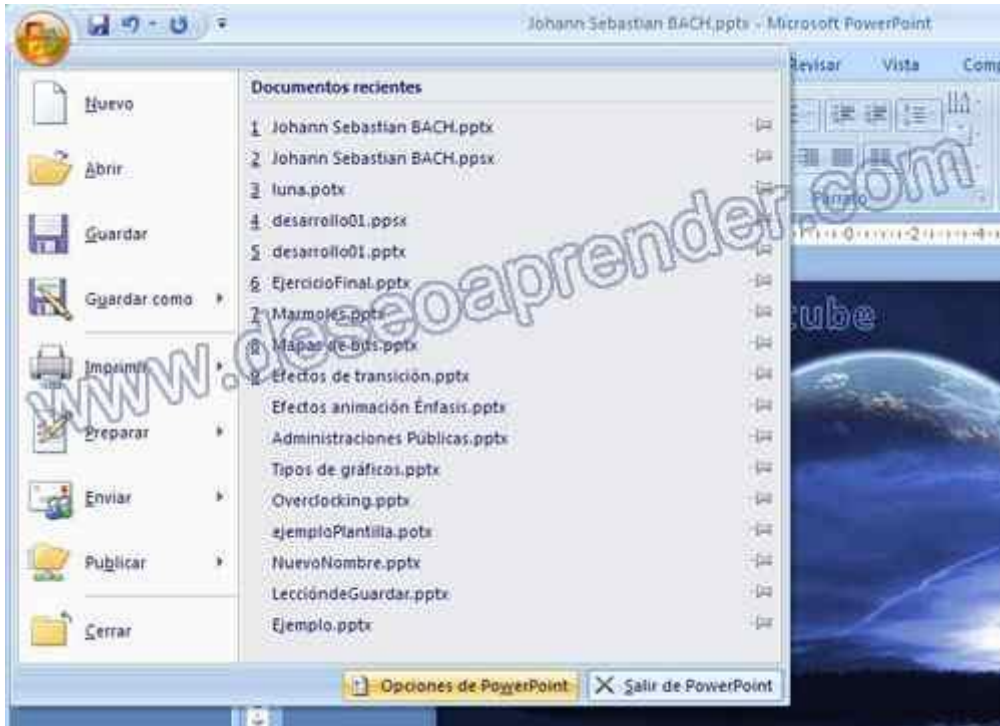 Johann Sebastian BACH.pptx - Microsoft PowerPoint
Revisar Vista
Nuevo
Abrir
Guardar
Guardar como
Imprimir
Preparar
Enviar
Publicar
Cerrar
Documentos recientes
1 Johann Sebastian BACH.pptx
2 Johann Sebastian BACH.ppsx
3 luna.potx
4 desarrollo01.ppsx
5 desarrollo01.pptx
6 EjercicioFinal.pptx
7 Marmoles.pptx
8 Mapas de bits.pptx
9 Efectos de transición.pptx
Efectos animación Énfasis.pptx
Administraciones Públicas.pptx
Tipos de gráficos.pptx
Overclocking.pptx
ejemploPlantilla.potx
NuevoNombre.pptx
LeccióndeGuardar.pptx
Ejemplo.pptx
Opciones de PowerPoint
Salir de PowerPoint
Párrafo
www.deseoaprender.com